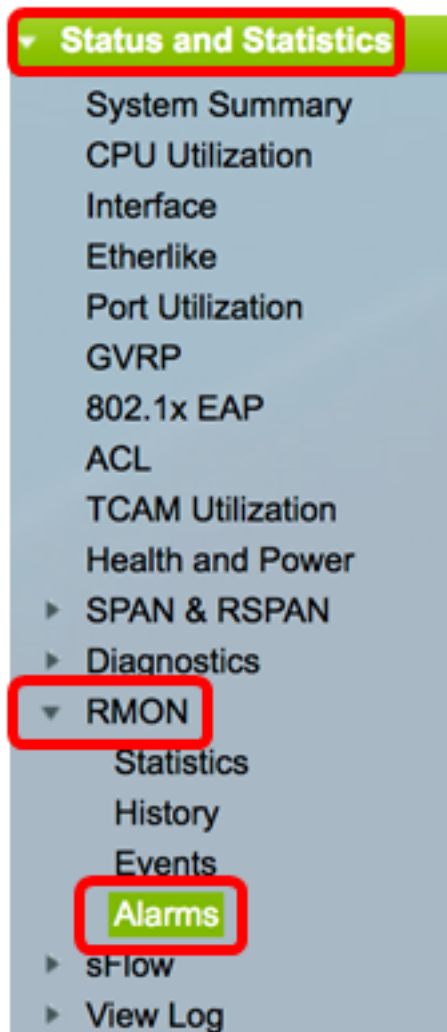 Status and Statistics
System Summary
CPU Utilization
Interface
Etherlike
Port Utilization
GVRP
802.1x EAP
ACL
TCAM Utilization
Health and Power
SPAN & RSPAN
Diagnostics
RMON
Statistics
History
Events
Alarms
sFlow
View Log